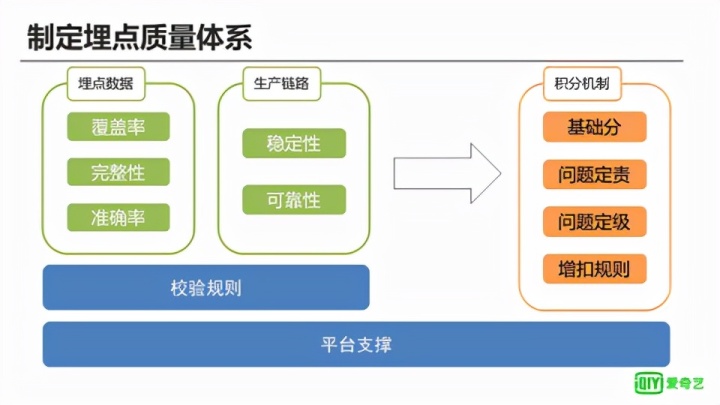 制定埋点质量体系
埋点数据
覆盖率
完整性
准确率
生产链路
稳定性
可靠性
积分机制
基础分
问题定责
问题定级
增扣规则
校验规则
平台支撑
iQIYI 爱奇艺